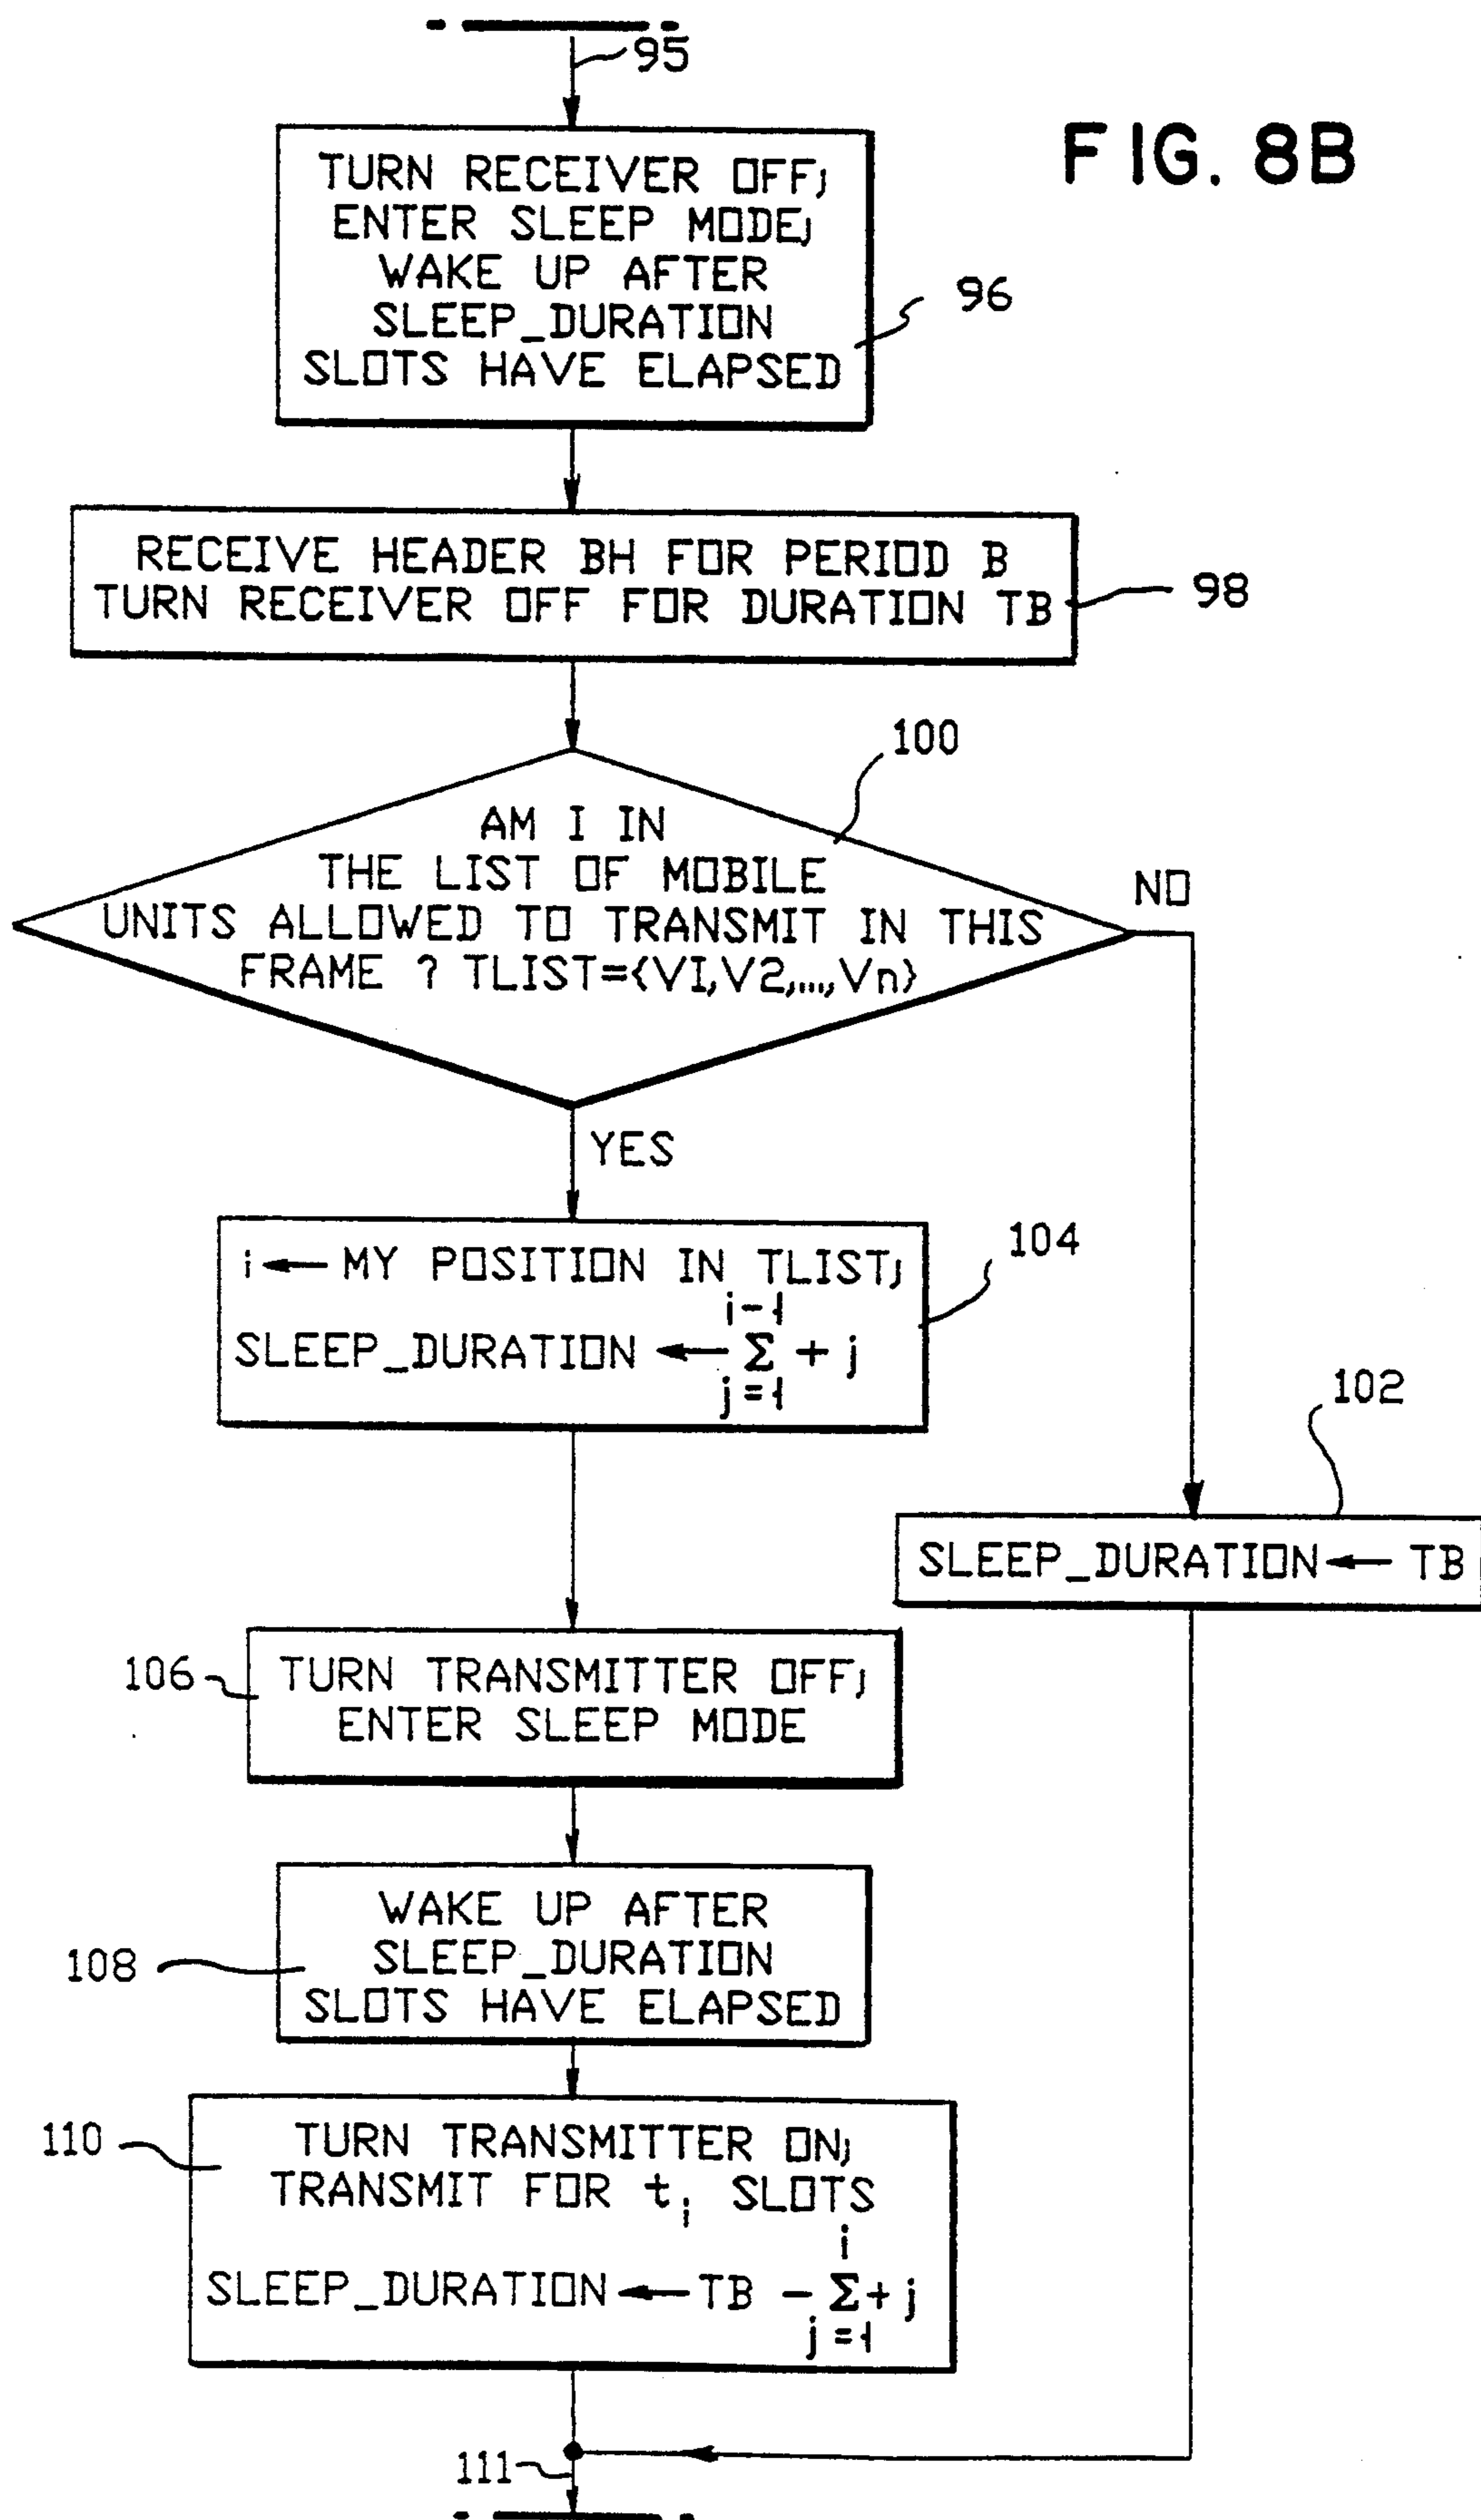 95
FIG. 8B
TURN RECEIVER OFF;
ENTER SLEEP MODE;
WAKE UP AFTER
SLEEP_DURATION
SLOTS HAVE ELAPSED
96
RECEIVE HEADER BH FOR PERIOD B
TURN RECEIVER OFF FOR DURATION TB
98
100
AM I IN
THE LIST OF MOBILE
UNITS ALLOWED TO TRANSMIT IN THIS
FRAME ? TLIST={V1,V2,...,Vn}
NO
YES
i ← MY POSITION IN TLIST;
104
i-1
SLEEP_DURATION ← Σ + j
j=1
102
SLEEP_DURATION ← TB
106
TURN TRANSMITTER OFF;
ENTER SLEEP MODE
WAKE UP AFTER
SLEEP_DURATION
SLOTS HAVE ELAPSED
108
110
TURN TRANSMITTER ON;
TRANSMIT FOR ti SLOTS
i
SLEEP_DURATION ← TB - Σ + j
j=1
111